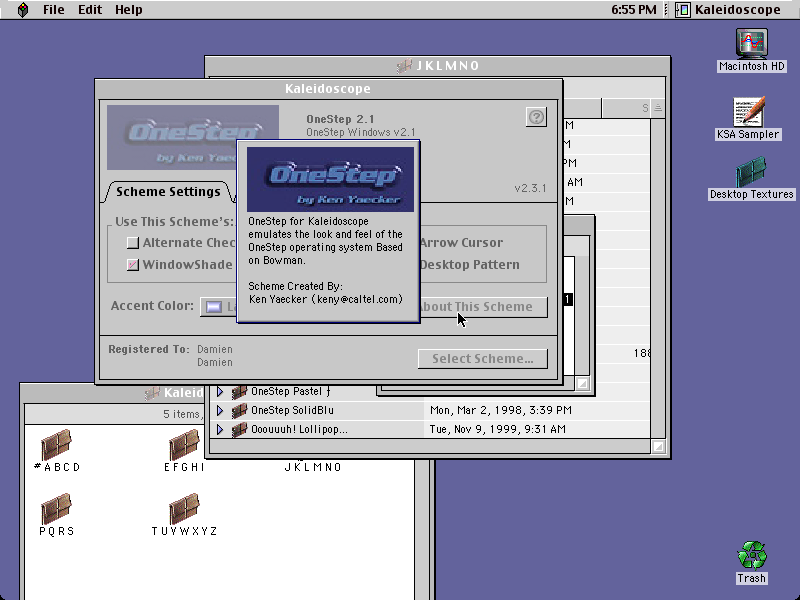 File Edit Help
6:55 PM
Kaleidoscope
Macintosh HD
KSA Sampler
Desktop Textures
Trash
JKLMNO
S
M
M
PM
AM
M
188
1
Kaleidoscope
OneStep
by Ken Yaec
OneStep 2.1
OneStep Windows v2.1
v2.3.1
Scheme Settings
Use This Scheme's:
Alternate Chec
WindowShade
Arrow Cursor
Desktop Pattern
Accent Color:
La
About This Scheme
Registered To: Damien
Damien
Select Scheme...
OneStep
by Ken Yaecker
OneStep for Kaleidoscope
emulates the look and feel of the
OneStep operating system Based
on Bowman.
Scheme Created By:
Ken Yaecker (keny@caltel.com)
OneStep Pastel ƒ
OneStep SolidBlu
Mon, Mar 2, 1998, 3:39 PM
Ooouuuh! Lollipop...
Tue, Nov 9, 1999, 9:31 AM
Kaleid
5 items,
#ABCD
EFGHI
JKLMNO
PQRS
TUVWXYZ